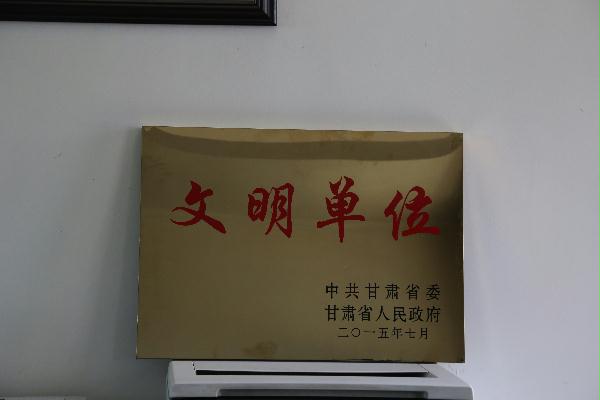 文明单位
中共甘肃省委
甘肃省人民政府
二〇一五年七月